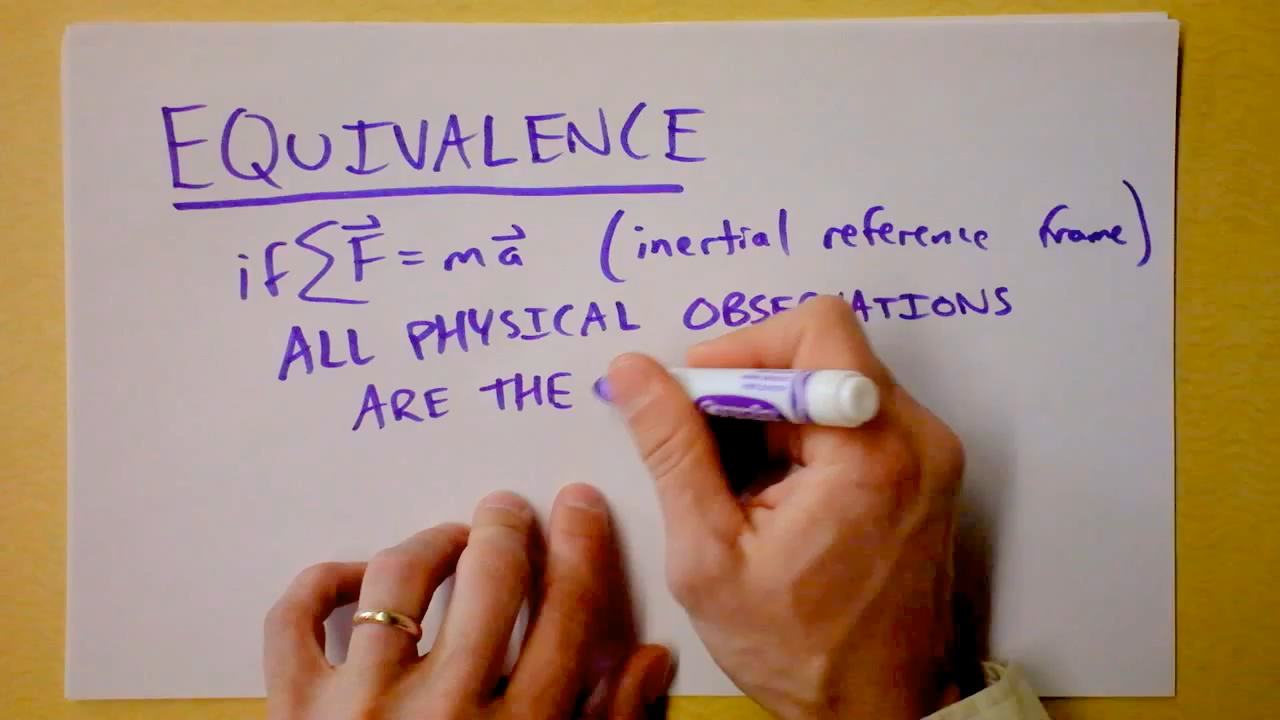 EQUIVALENCE
if ∑F⃗ = ma⃗ (inertial reference frame)
ALL PHYSICAL
ARE THE